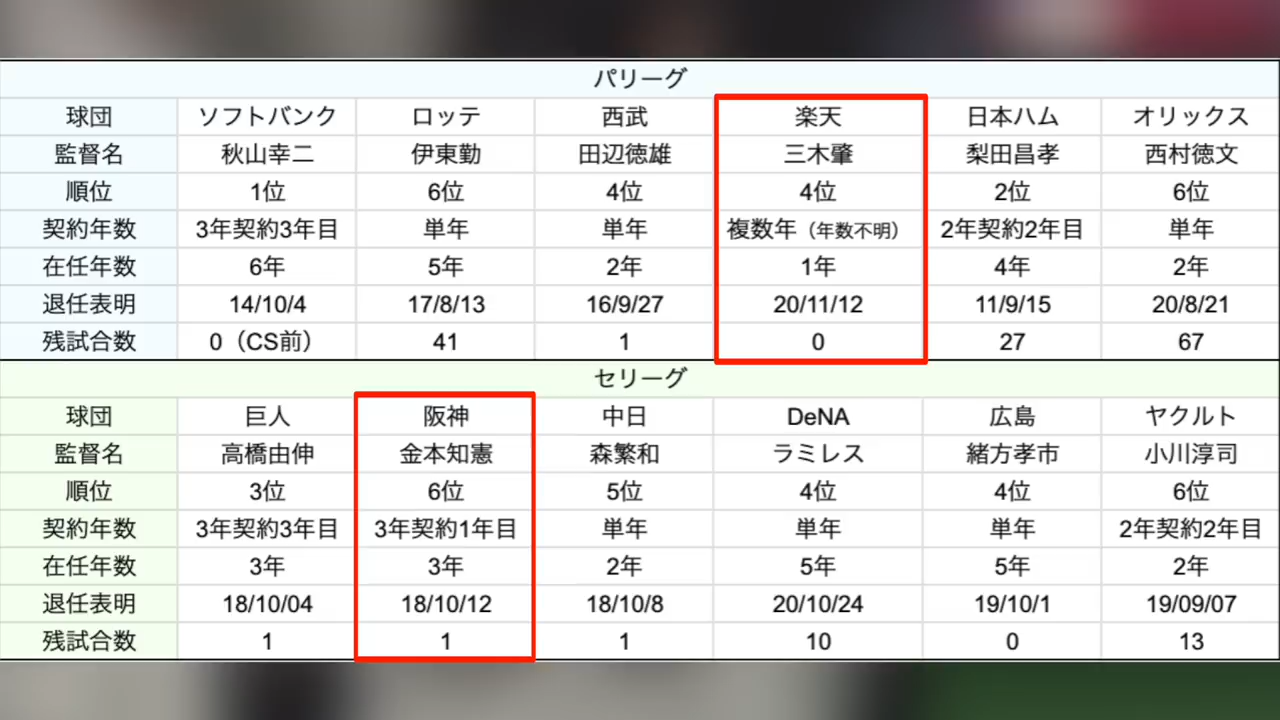 パリーグ
球団 ソフトバンク ロッテ 西武 楽天 日本ハム オリックス
監督名 秋山幸二 伊東勤 田辺徳雄 三木肇 梨田昌孝 西村徳文
順位 1位 6位 4位 4位 2位 6位
契約年数 3年契約3年目 単年 単年 複数年（年数不明） 2年契約2年目 単年
在任年数 6年 5年 2年 1年 4年 2年
退任表明 14/10/4 17/8/13 16/9/27 20/11/12 11/9/15 20/8/21
残試合数 0（CS前） 41 1 0 27 67
セリーグ
球団 巨人 阪神 中日 DeNA 広島 ヤクルト
監督名 高橋由伸 金本知憲 森繁和 ラミレス 緒方孝市 小川淳司
順位 3位 6位 5位 4位 4位 6位
契約年数 3年契約3年目 3年契約1年目 単年 単年 単年 2年契約2年目
在任年数 3年 3年 2年 5年 5年 2年
退任表明 18/10/04 18/10/12 18/10/8 20/10/24 19/10/1 19/09/07
残試合数 1 1 1 10 0 13